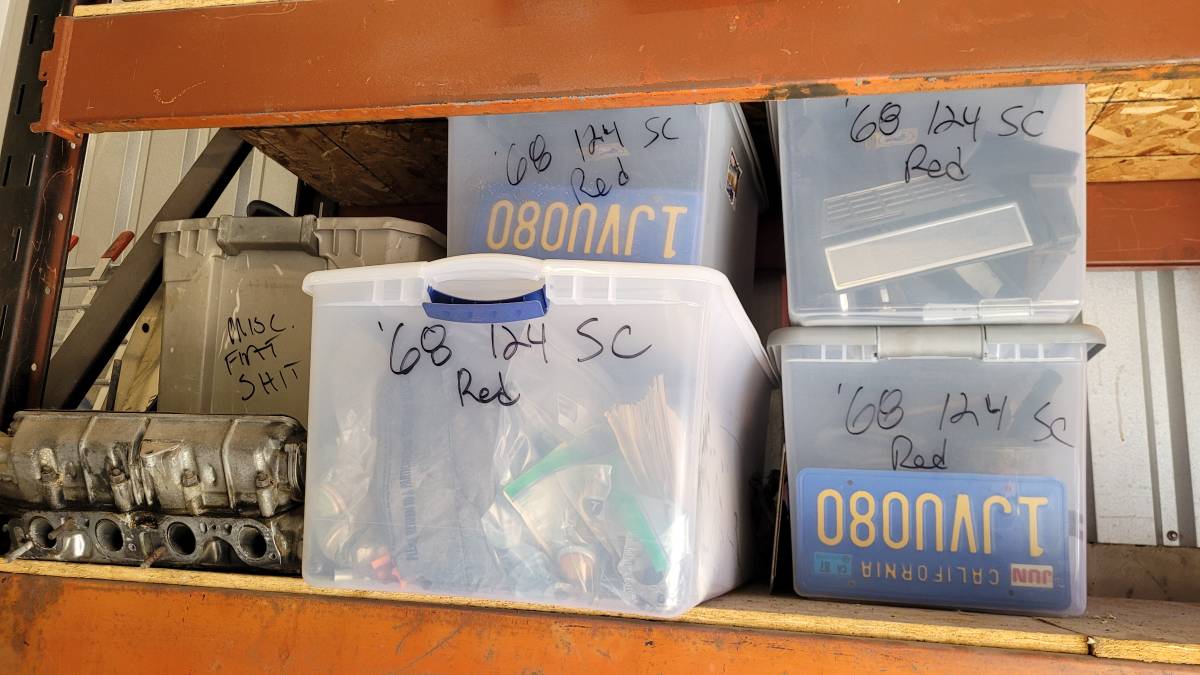 '68 124 SC
Red
1JVU080
'68 124 SC
Red
MISC.
FIAT
SHIT
'68 124 SC
Red
'68 124 SC
Red
JUN CALIFORNIA
1JVU080